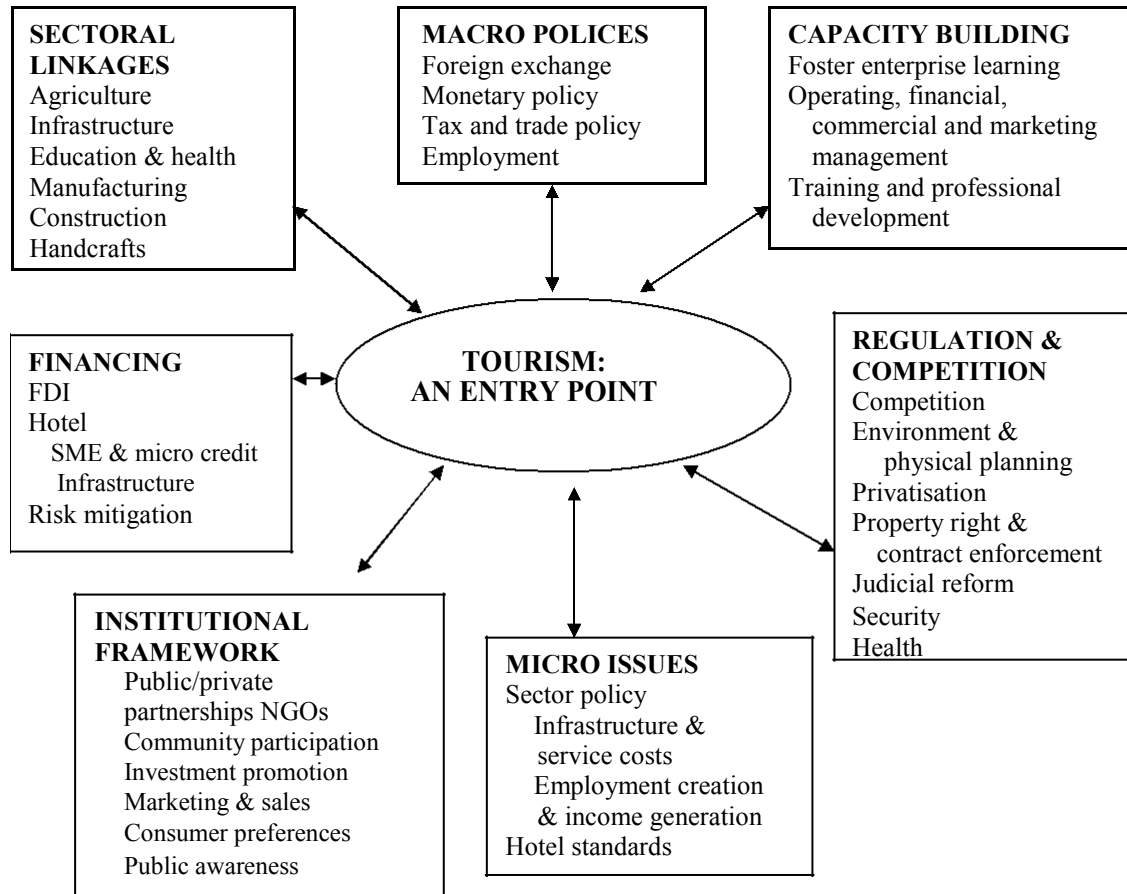 SECTORAL
LINKAGES
Agriculture
Infrastructure
Education & health
Manufacturing
Construction
Handcrafts
MACRO POLICES
Foreign exchange
Monetary policy
Tax and trade policy
Employment
CAPACITY BUILDING
Foster enterprise learning
Operating, financial,
commercial and marketing
management
Training and professional
development
FINANCING
FDI
Hotel
SME & micro credit
Infrastructure
Risk mitigation
TOURISM:
AN ENTRY POINT
REGULATION &
COMPETITION
Competition
Environment &
physical planning
Privatisation
Property right &
contract enforcement
Judicial reform
Security
Health
INSTITUTIONAL
FRAMEWORK
Public/private
partnerships NGOs
Community participation
Investment promotion
Marketing & sales
Consumer preferences
Public awareness
MICRO ISSUES
Sector policy
Infrastructure &
service costs
Employment creation
& income generation
Hotel standards